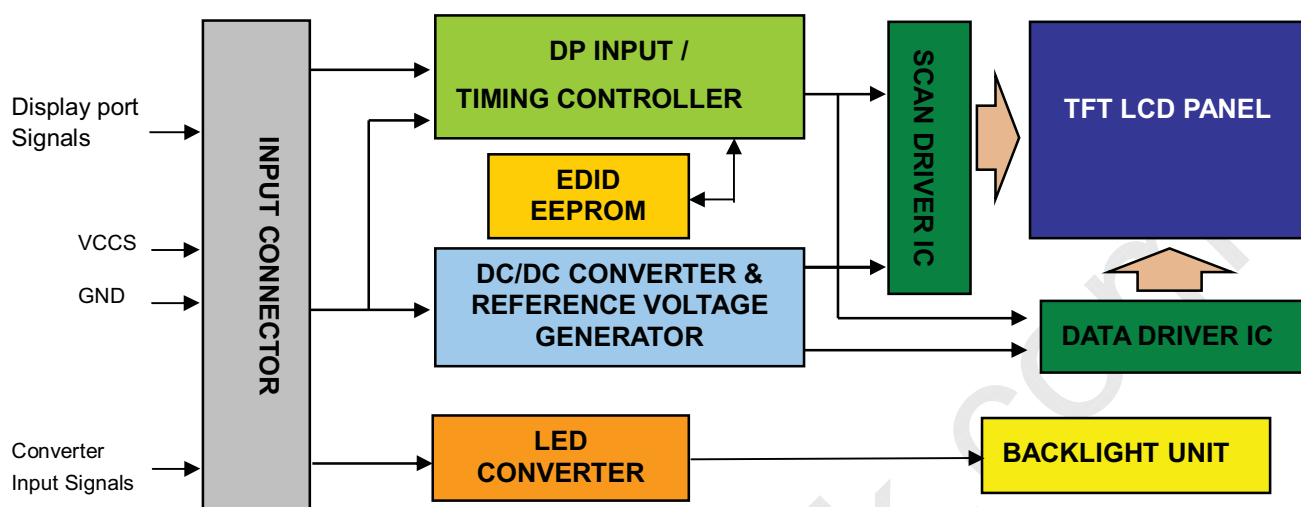 Display port
Signals
VCCS
GND
Converter
Input Signals
INPUT CONNECTOR
DP INPUT /
TIMING CONTROLLER
EDID
EEPROM
DC/DC CONVERTER &
REFERENCE VOLTAGE
GENERATOR
LED
CONVERTER
SCAN DRIVER IC
TFT LCD PANEL
DATA DRIVER IC
BACKLIGHT UNIT